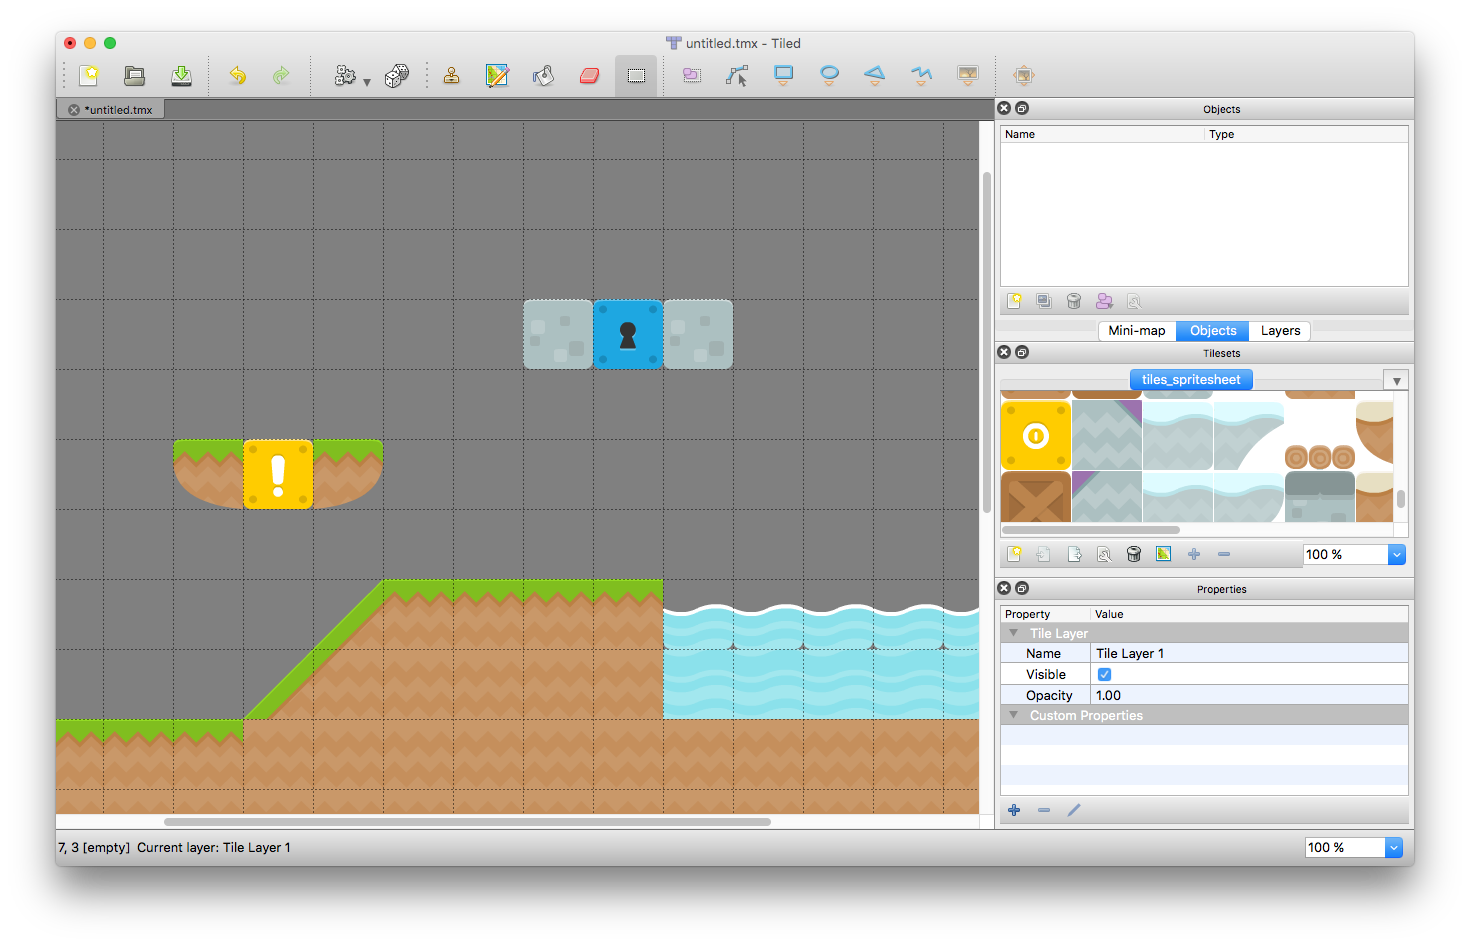 untitled.tmx - Tiled
*untitled.tmx
Objects
Name Type
Mini-map Objects Layers
Tilesets
tiles_spritesheet
100 %
Properties
Property Value
Tile Layer
Name Tile Layer 1
Visible
Opacity 1.00
Custom Properties
7, 3 [empty] Current layer: Tile Layer 1
100 %